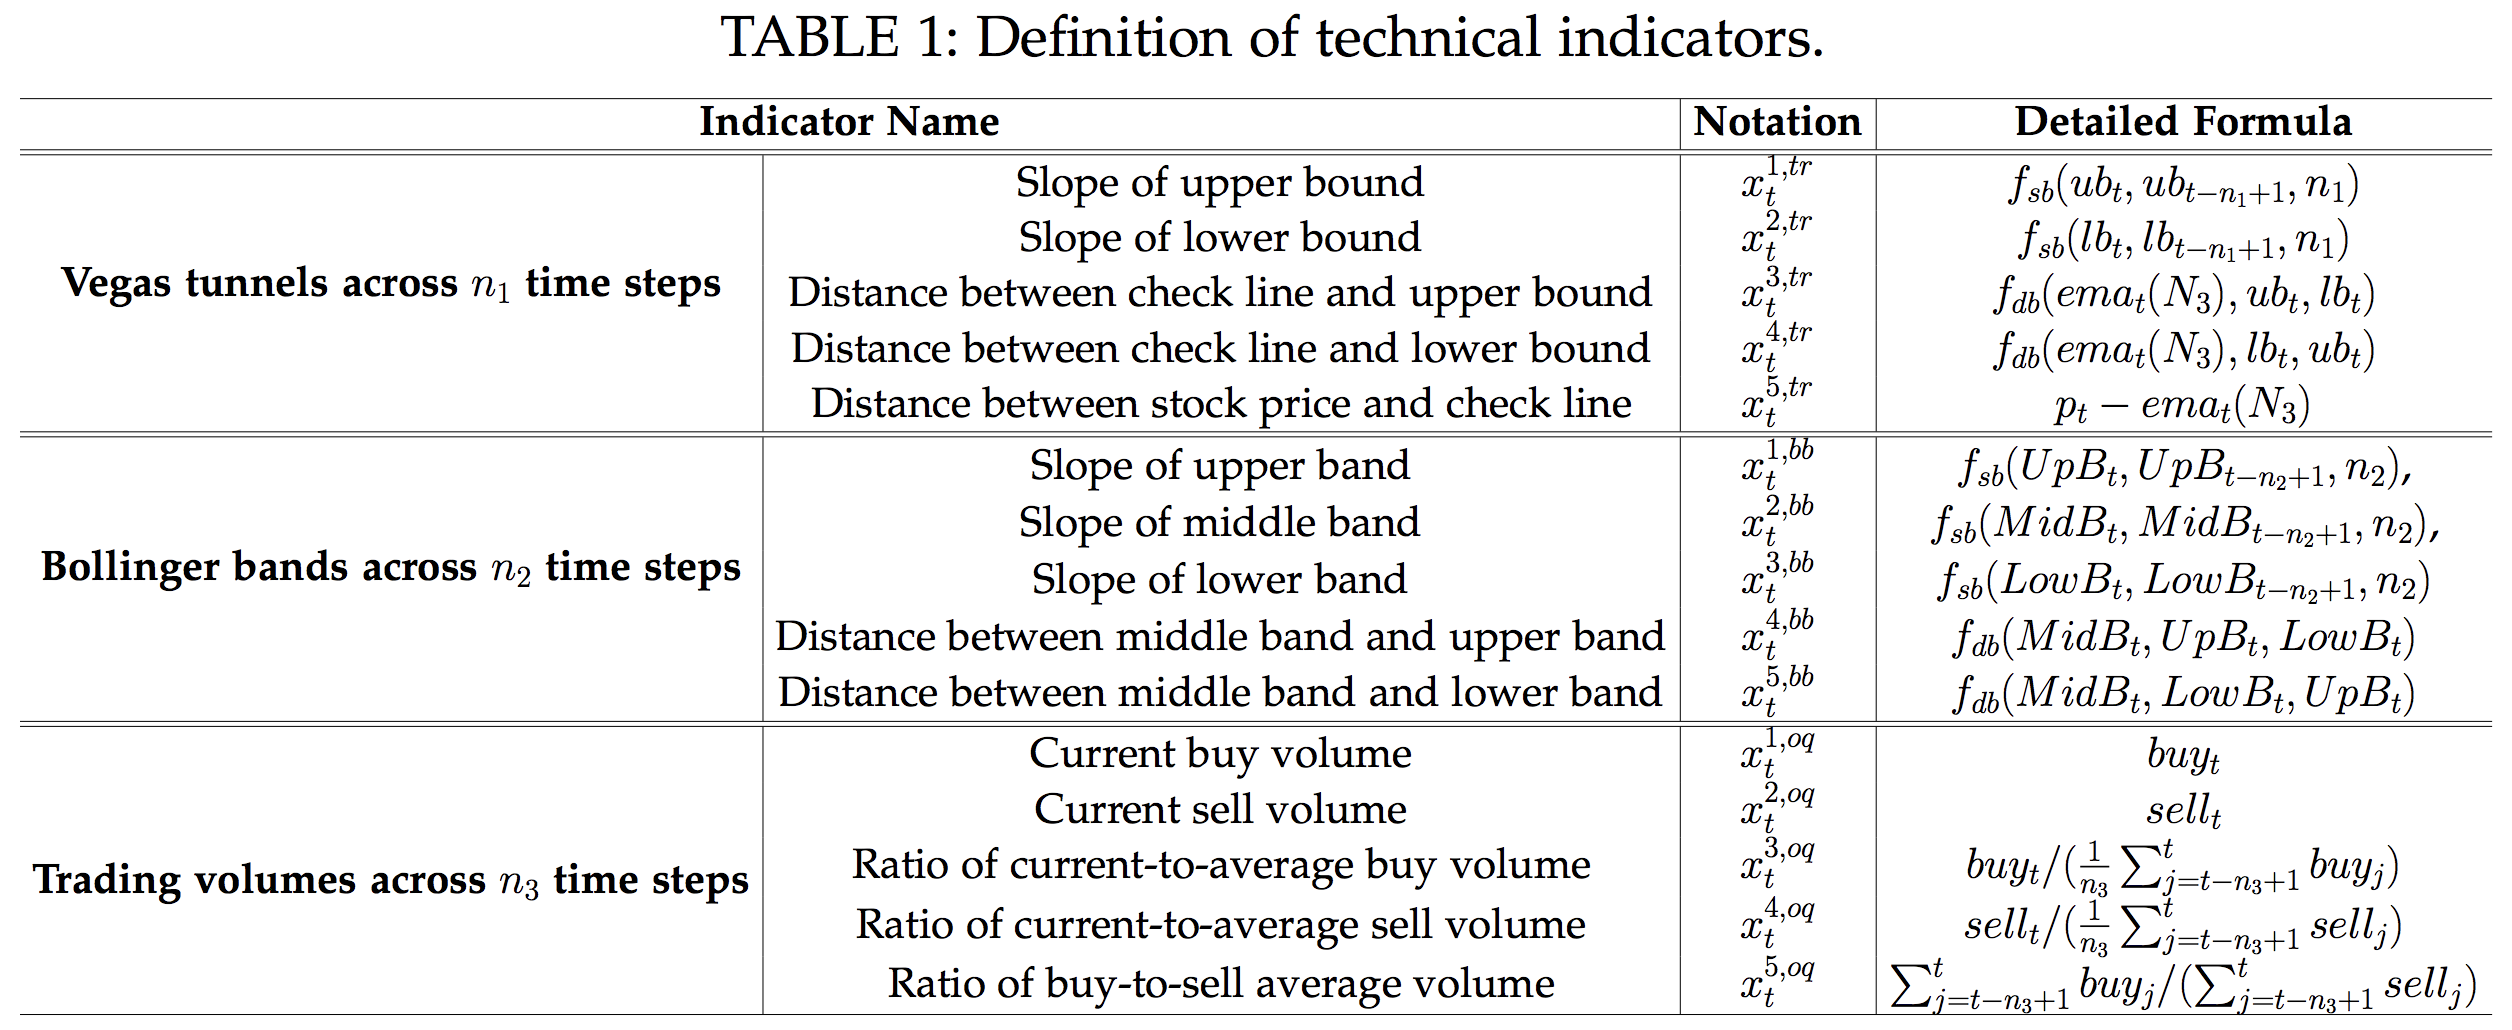 TABLE 1: Definition of technical indicators.
Indicator Name | Notation | Detailed Formula
Vegas tunnels across $n_1$ time steps
Slope of upper bound | $x_t^{1,tr}$ | $f_{sb}(ub_t, ub_{t-n_1+1}, n_1)$
Slope of lower bound | $x_t^{2,tr}$ | $f_{sb}(lb_t, lb_{t-n_1+1}, n_1)$
Distance between check line and upper bound | $x_t^{3,tr}$ | $f_{db}(ema_t(N_3), ub_t, lb_t)$
Distance between check line and lower bound | $x_t^{4,tr}$ | $f_{db}(ema_t(N_3), lb_t, ub_t)$
Distance between stock price and check line | $x_t^{5,tr}$ | $p_t - ema_t(N_3)$
Bollinger bands across $n_2$ time steps
Slope of upper band | $x_t^{1,bb}$ | $f_{sb}(UpB_t, UpB_{t-n_2+1}, n_2)$,
Slope of middle band | $x_t^{2,bb}$ | $f_{sb}(MidB_t, MidB_{t-n_2+1}, n_2)$,
Slope of lower band | $x_t^{3,bb}$ | $f_{sb}(LowB_t, LowB_{t-n_2+1}, n_2)$
Distance between middle band and upper band | $x_t^{4,bb}$ | $f_{db}(MidB_t, UpB_t, LowB_t)$
Distance between middle band and lower band | $x_t^{5,bb}$ | $f_{db}(MidB_t, LowB_t, UpB_t)$
Trading volumes across $n_3$ time steps
Current buy volume | $x_t^{1,oq}$ | $buy_t$
Current sell volume | $x_t^{2,oq}$ | $sell_t$
Ratio of current-to-average buy volume | $x_t^{3,oq}$ | $buy_t/(\frac{1}{n_3}\sum_{j=t-n_3+1}^{t} buy_j)$
Ratio of current-to-average sell volume | $x_t^{4,oq}$ | $sell_t/(\frac{1}{n_3}\sum_{j=t-n_3+1}^{t} sell_j)$
Ratio of buy-to-sell average volume | $x_t^{5,oq}$ | $\sum_{j=t-n_3+1}^{t} buy_j/(\sum_{j=t-n_3+1}^{t} sell_j)$